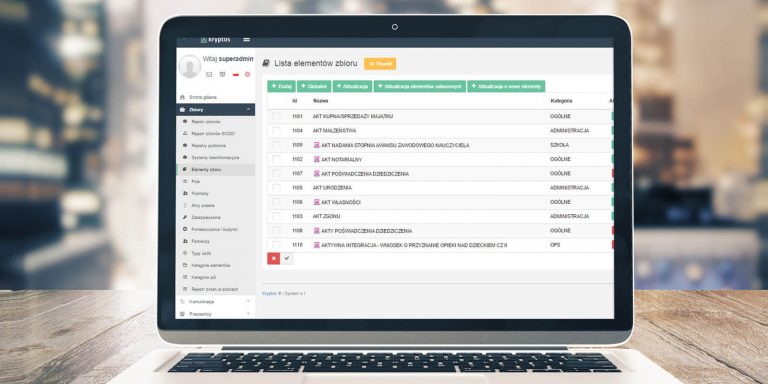 kryptos
Witaj superadmin
Strona główna
Zbiory
Rejestr zbiorów
Rejestr zbiorów GIODO
Rejestry publiczne
Systemy teleinformacyjne
Elementy zbioru
Pola
Podmioty
Akty prawne
Zabezpieczenia
Pomieszczenia i budynki
Partnerzy
Typy osób
Kategorie elementów
Kategorie pól
Rejestr zmian w zbiorach
Komunikacja
Pracownicy
Lista elementów zbioru
Powrót
+ Dodaj
+ Globalne
+ Aktualizacja
+ Aktualizacja elementów ustawowych
+ Aktualizacja o nowe elementy
Id Nazwa Kategoria
1101 AKT KUPNA/SPRZEDAŻY MAJĄTKU OGÓLNE
1104 AKT MAŁŻEŃSTWA ADMINISTRACJA
1109 AKT NADANIA STOPNIA AWANSU ZAWODOWEGO NAUCZYCIELA SZKOŁA
1102 AKT NOTARIALNY OGÓLNE
1107 AKT POŚWIADCZENIA DZIEDZICZENIA OGÓLNE
1105 AKT URODZENIA ADMINISTRACJA
1106 AKT WŁASNOŚCI OGÓLNE
1103 AKT ZGONU ADMINISTRACJA
1108 AKTY POŚWIADCZENIA DZIEDZICZENIA OGÓLNE
1110 AKTYWNA INTEGRACJA - WNIOSEK O PRZYZNANIE OPIEKI NAD DZIECKIEM CZ II OPS
Kryptos